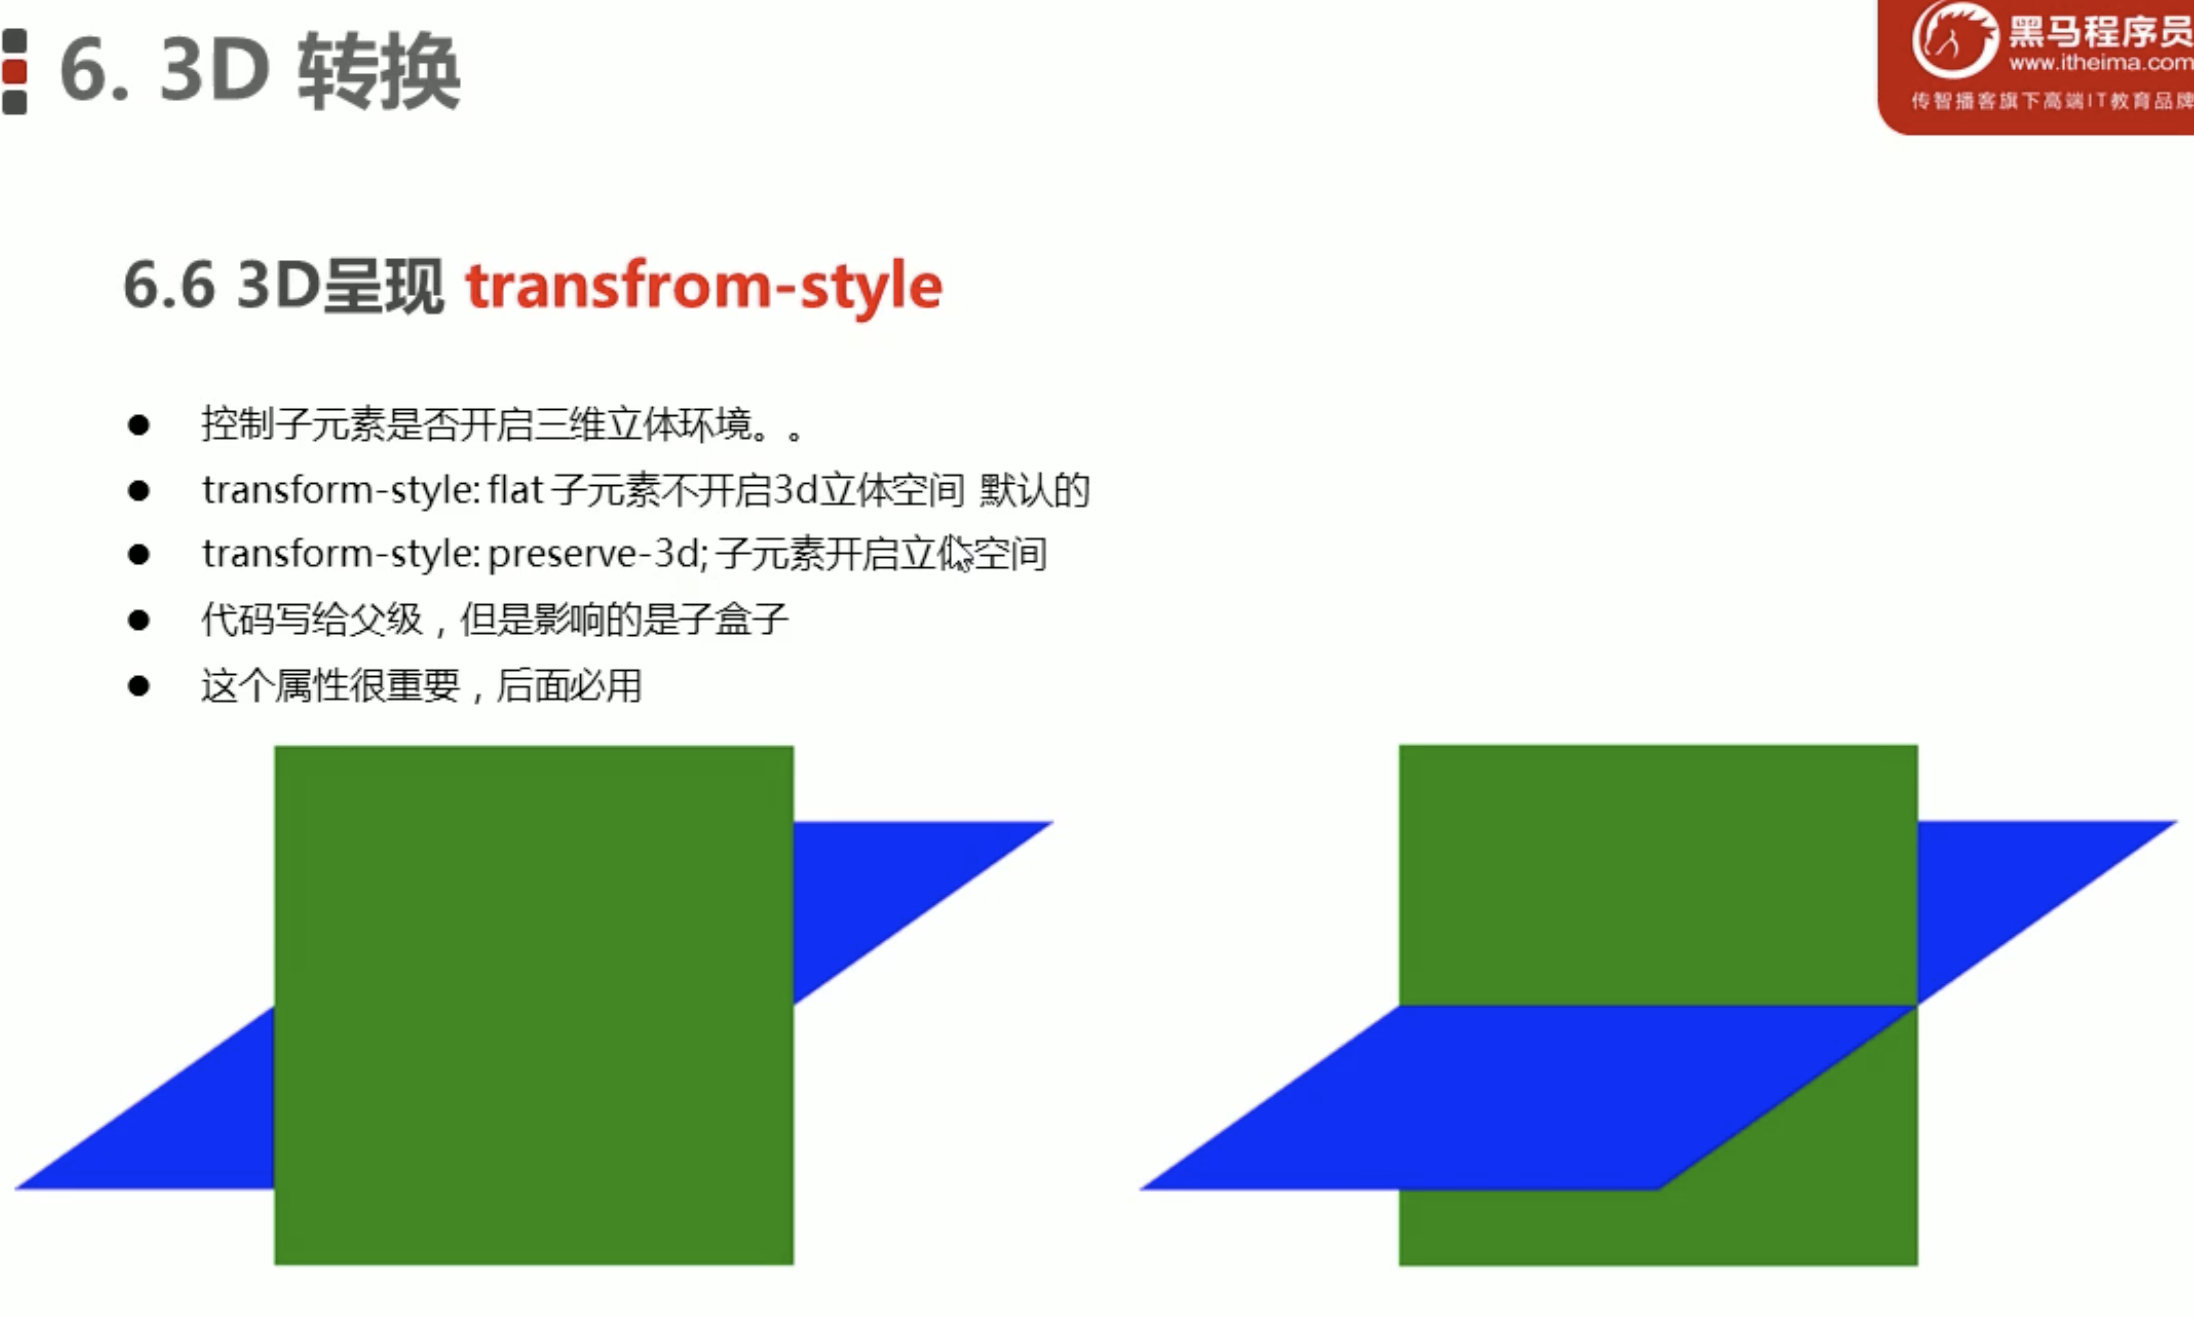 6. 3D 转换
黑马程序员
www.itheima.com
传智播客旗下高端IT教育品牌
6.6 3D呈现 transfrom-style
● 控制子元素是否开启三维立体环境。。
● transform-style: flat 子元素不开启3d立体空间 默认的
● transform-style: preserve-3d; 子元素开启立体空间
● 代码写给父级，但是影响的是子盒子
● 这个属性很重要，后面必用